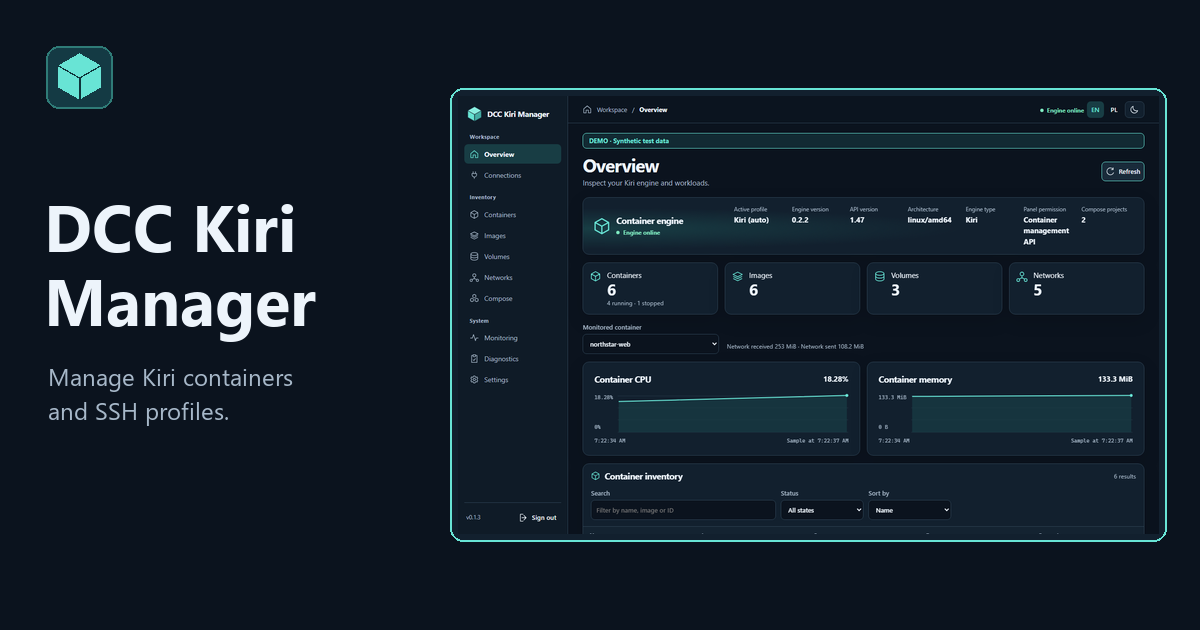 DCC Kiri
Manager
Manage Kiri containers
and SSH profiles.
DCC Kiri Manager
Workspace
Overview
Connections
Inventory
Containers
Images
Volumes
Networks
Compose
System
Monitoring
Diagnostics
Settings
v0.1.3
Sign out
Workspace / Overview
Engine online
EN
PL
DEMO · Synthetic test data
Overview
Inspect your Kiri engine and workloads.
Refresh
Container engine
Engine online
Active profile
Kiri (auto)
Engine version
0.2.2
API version
1.47
Architecture
linux/amd64
Engine type
Kiri
Panel permission
Container
management
API
Compose projects
2
Containers
6
4 running · 1 stopped
Images
6
Volumes
3
Networks
5
Monitored container
northstar-web
Network received 253 MiB · Network sent 108.2 MiB
Container CPU
18.28%
18.28%
0%
7:22:34 AM
Sample at 7:22:37 AM
Container memory
133.3 MiB
133.3 MiB
0 B
7:22:34 AM
Sample at 7:22:37 AM
Container inventory
6 results
Search
Filter by name, image or ID
Status
All states
Sort by
Name